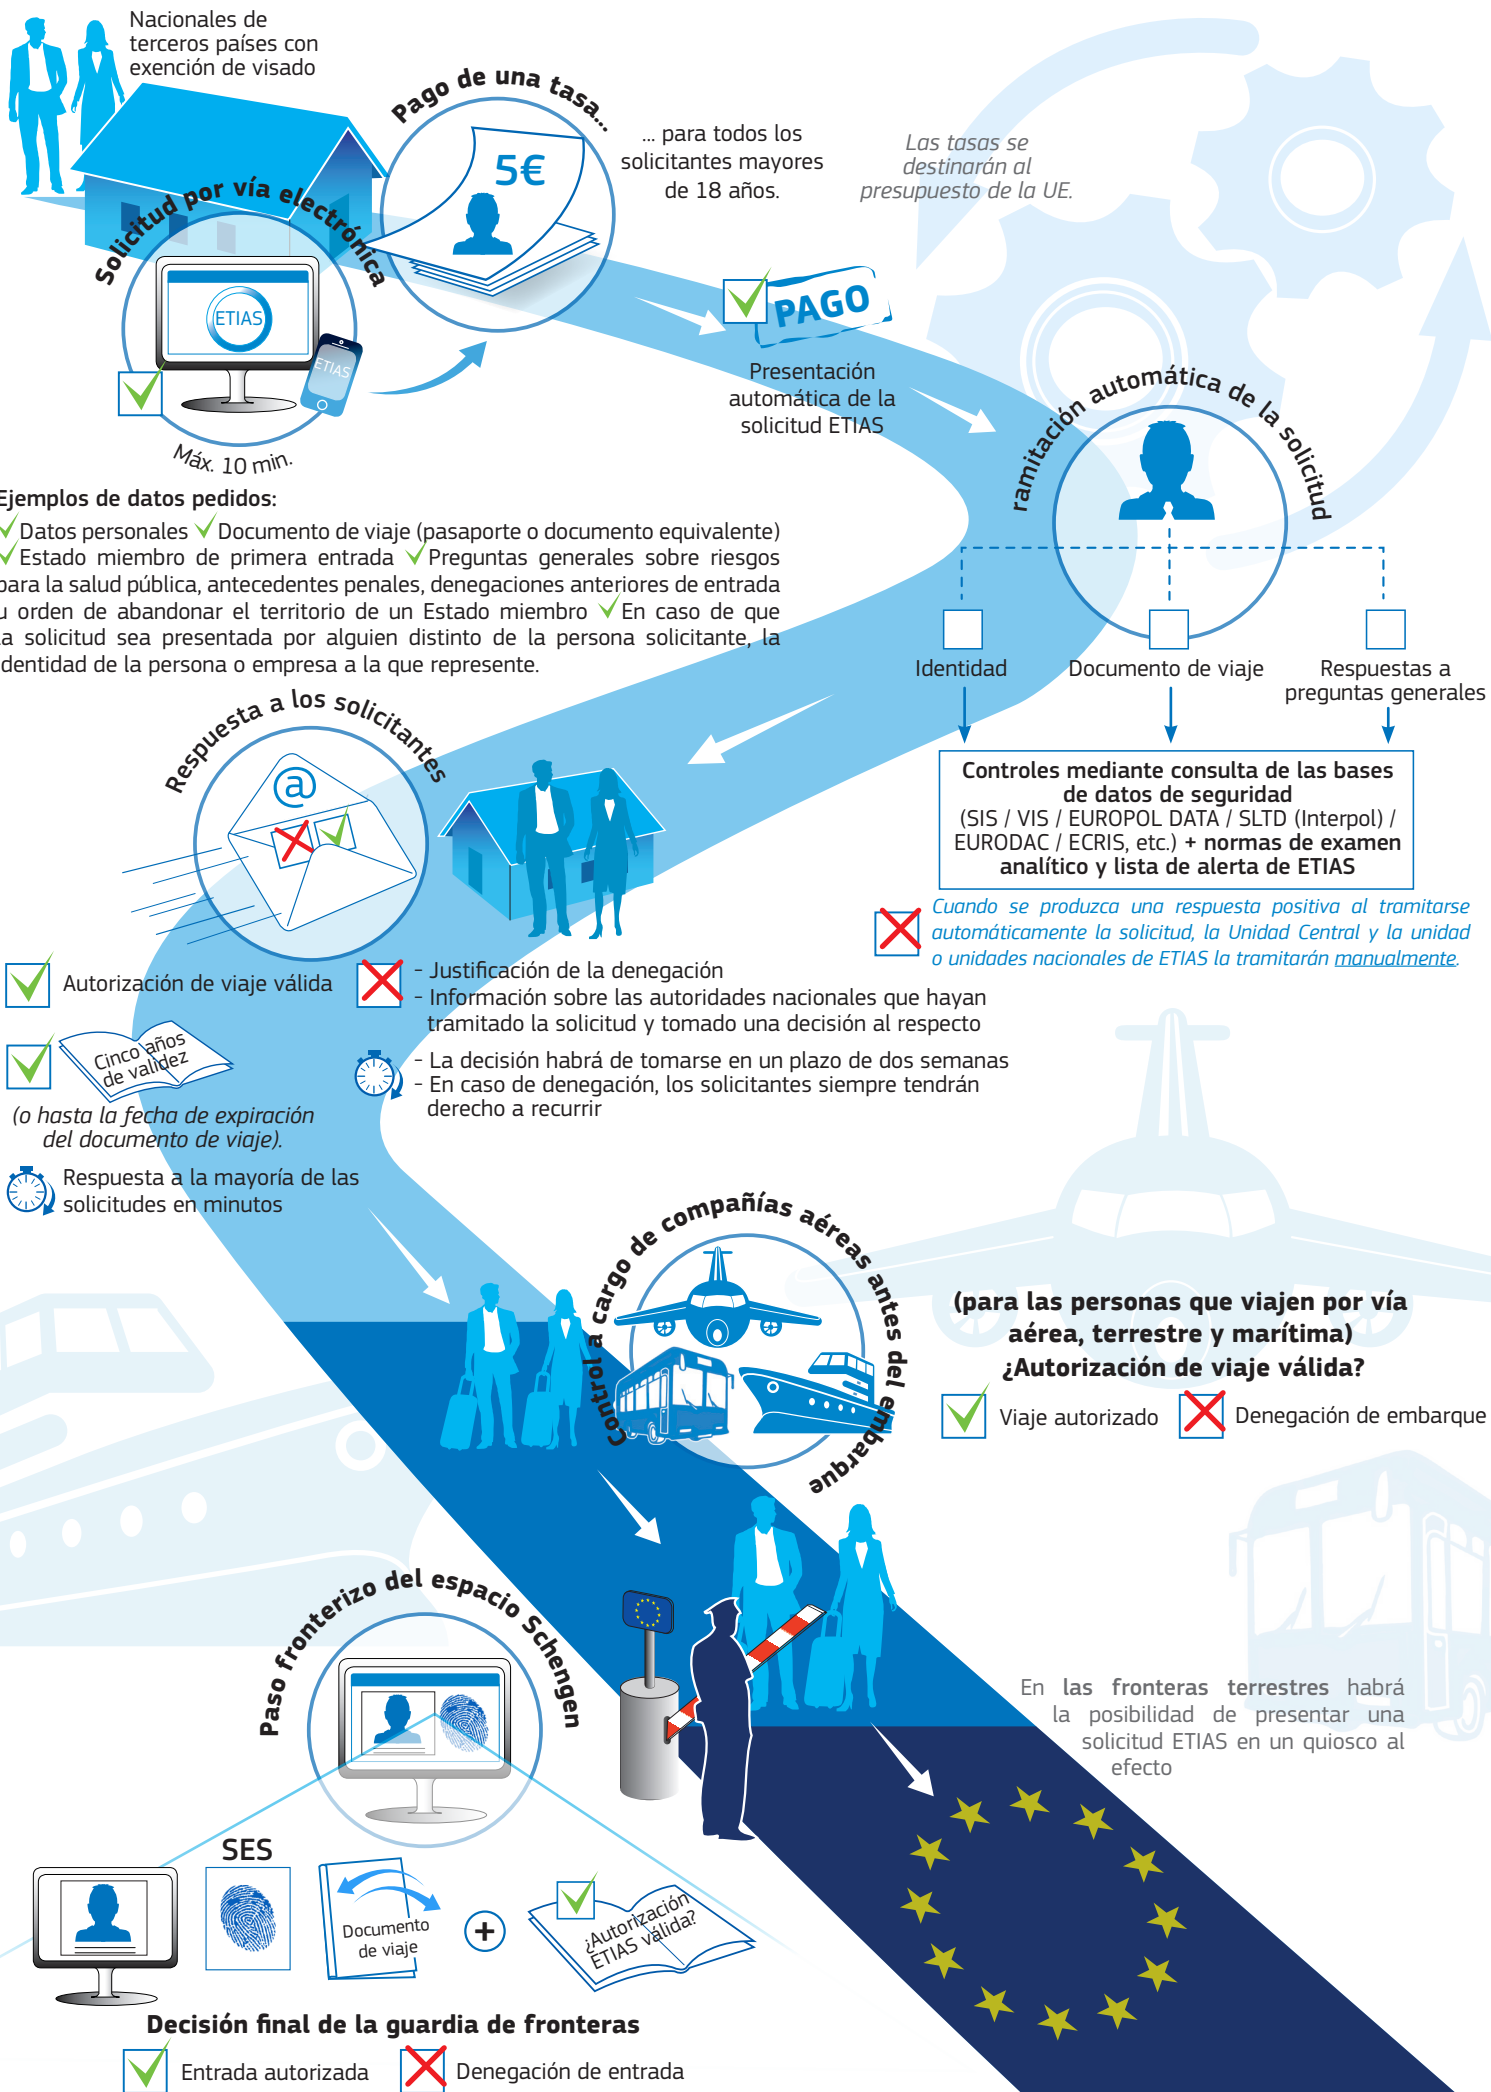 Nacionales de
terceros países con
exención de visado
Pago de una tasa...
5€
... para todos los
solicitantes mayores
de 18 años.
Las tasas se
destinarán al
presupuesto de la UE.
Solicitud por vía electrónica
ETIAS
ETIAS
Máx. 10 min.
PAGO
Presentación
automática de la
solicitud ETIAS
ramitación automática de la solicitud
Ejemplos de datos pedidos:
Datos personales Documento de viaje (pasaporte o documento equivalente)
Estado miembro de primera entrada Preguntas generales sobre riesgos
para la salud pública, antecedentes penales, denegaciones anteriores de entrada
u orden de abandonar el territorio de un Estado miembro En caso de que
la solicitud sea presentada por alguien distinto de la persona solicitante, la
identidad de la persona o empresa a la que represente.
Identidad
Documento de viaje
Respuestas a
preguntas generales
Controles mediante consulta de las bases
de datos de seguridad
(SIS / VIS / EUROPOL DATA / SLTD (Interpol) /
EURODAC / ECRIS, etc.) + normas de examen
analítico y lista de alerta de ETIAS
Cuando se produzca una respuesta positiva al tramitarse
automáticamente la solicitud, la Unidad Central y la unidad
o unidades nacionales de ETIAS la tramitarán manualmente.
Respuesta a los solicitantes
@
Autorización de viaje válida
- Justificación de la denegación
- Información sobre las autoridades nacionales que hayan
tramitado la solicitud y tomado una decisión al respecto
Cinco años
de validez
(o hasta la fecha de expiración
del documento de viaje).
- La decisión habrá de tomarse en un plazo de dos semanas
- En caso de denegación, los solicitantes siempre tendrán
derecho a recurrir
Respuesta a la mayoría de las
solicitudes en minutos
Control a cargo de compañías aéreas antes del embarque
(para las personas que viajen por vía
aérea, terrestre y marítima)
¿Autorización de viaje válida?
Viaje autorizado
Denegación de embarque
Paso fronterizo del espacio Schengen
En las fronteras terrestres habrá
la posibilidad de presentar una
solicitud ETIAS en un quiosco al
efecto
SES
Documento
de viaje
+
¿Autorización
ETIAS válida?
Decisión final de la guardia de fronteras
Entrada autorizada
Denegación de entrada